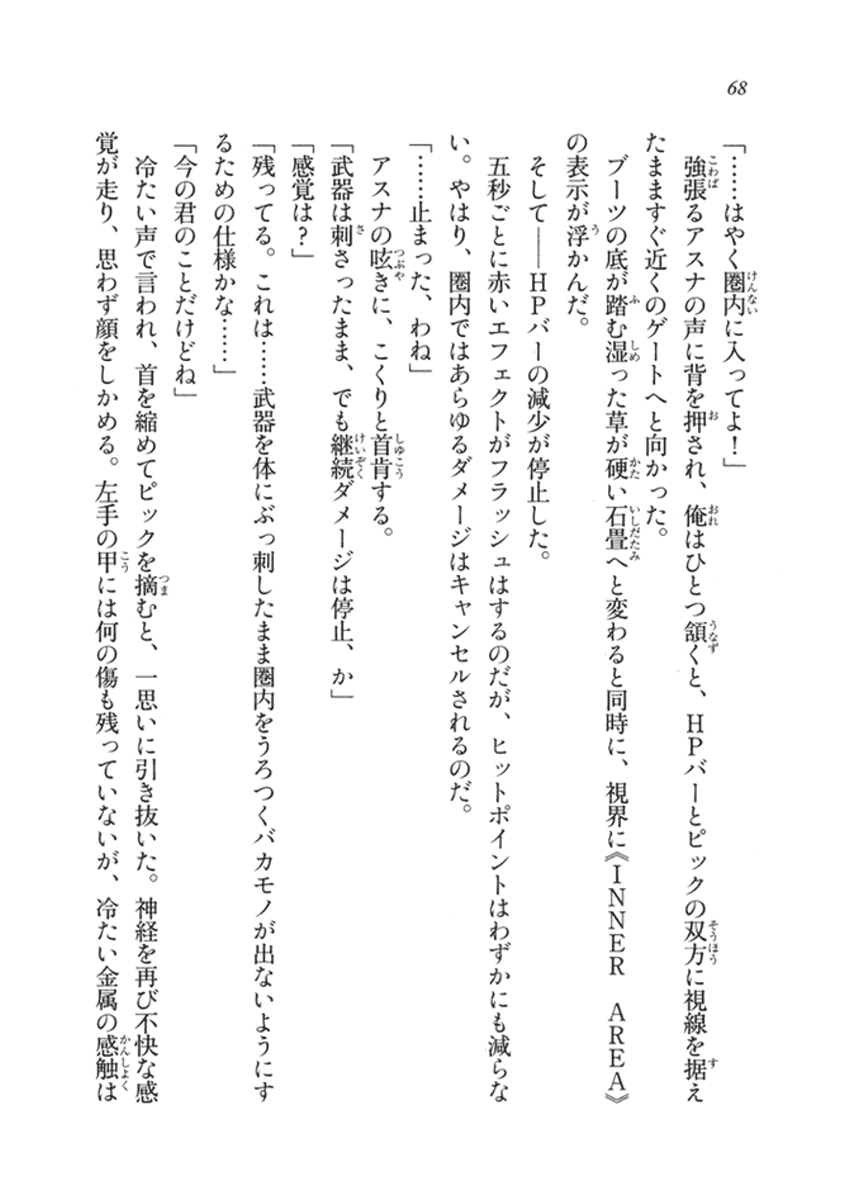 68
「……はやく圏内に入ってよ！」
強張るアスナの声に背を押され、俺はひとつ頷くと、HPバーとピックの双方に視線を据え
たまますぐ近くのゲートへと向かった。
ブーツの底が踏む湿った草が硬い石畳へと変わると同時に、視界に《INNER AREA》
の表示が浮かんだ。
そして――HPバーの減少が停止した。
五秒ごとに赤いエフェクトがフラッシュはするのだが、ヒットポイントはわずかにも減らな
い。やはり、圏内ではあらゆるダメージはキャンセルされるのだ。
「……止まった、わね」
アスナの呟きに、こくりと首肯する。
「武器は刺さったまま、でも継続ダメージは停止、か」
「感覚は？」
「残ってる。これは……武器を体にぶっ刺したまま圏内をうろつくバカモノが出ないようにす
るための仕様かな……」
「今の君のことだけどね」
冷たい声で言われ、首を縮めてピックを摘むと、一思いに引き抜いた。神経を再び不快な感
覚が走り、思わず顔をしかめる。左手の甲には何の傷も残っていないが、冷たい金属の感触は